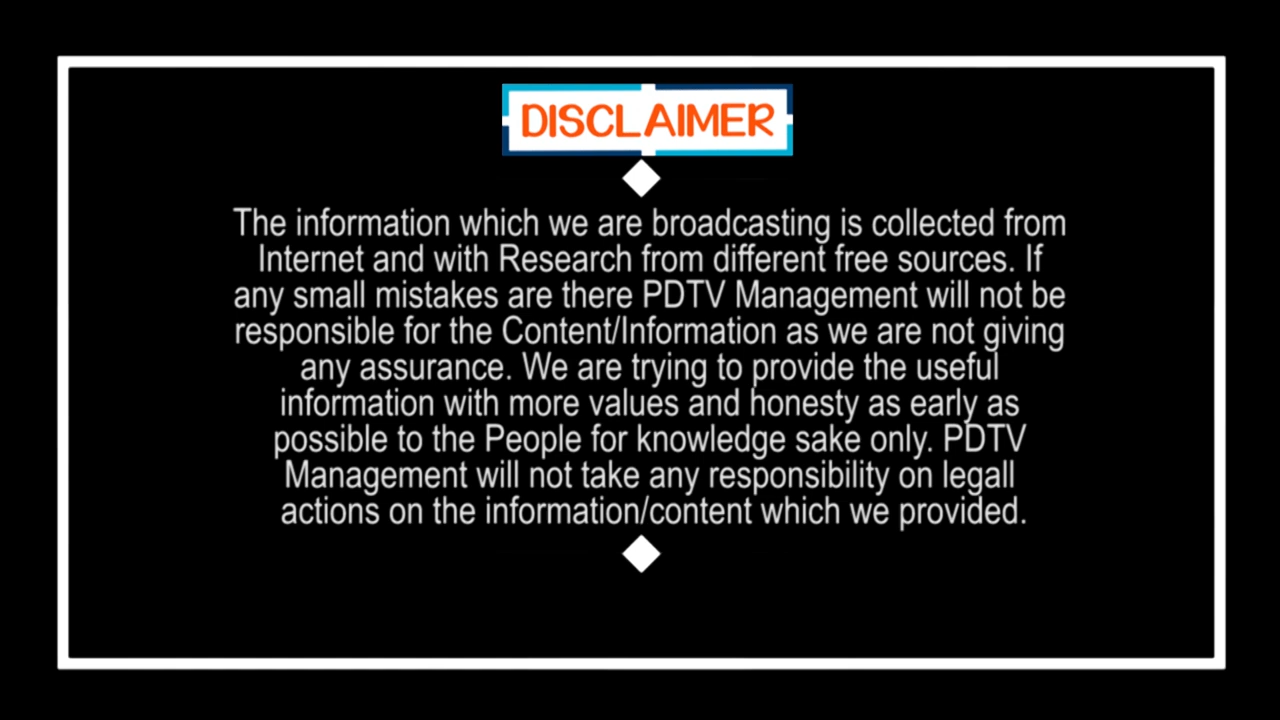 DISCLAIMER
The information which we are broadcasting is collected from
Internet and with Research from different free sources. If
any small mistakes are there PDTV Management will not be
responsible for the Content/Information as we are not giving
any assurance. We are trying to provide the useful
information with more values and honesty as early as
possible to the People for knowledge sake only. PDTV
Management will not take any responsibility on legall
actions on the information/content which we provided.